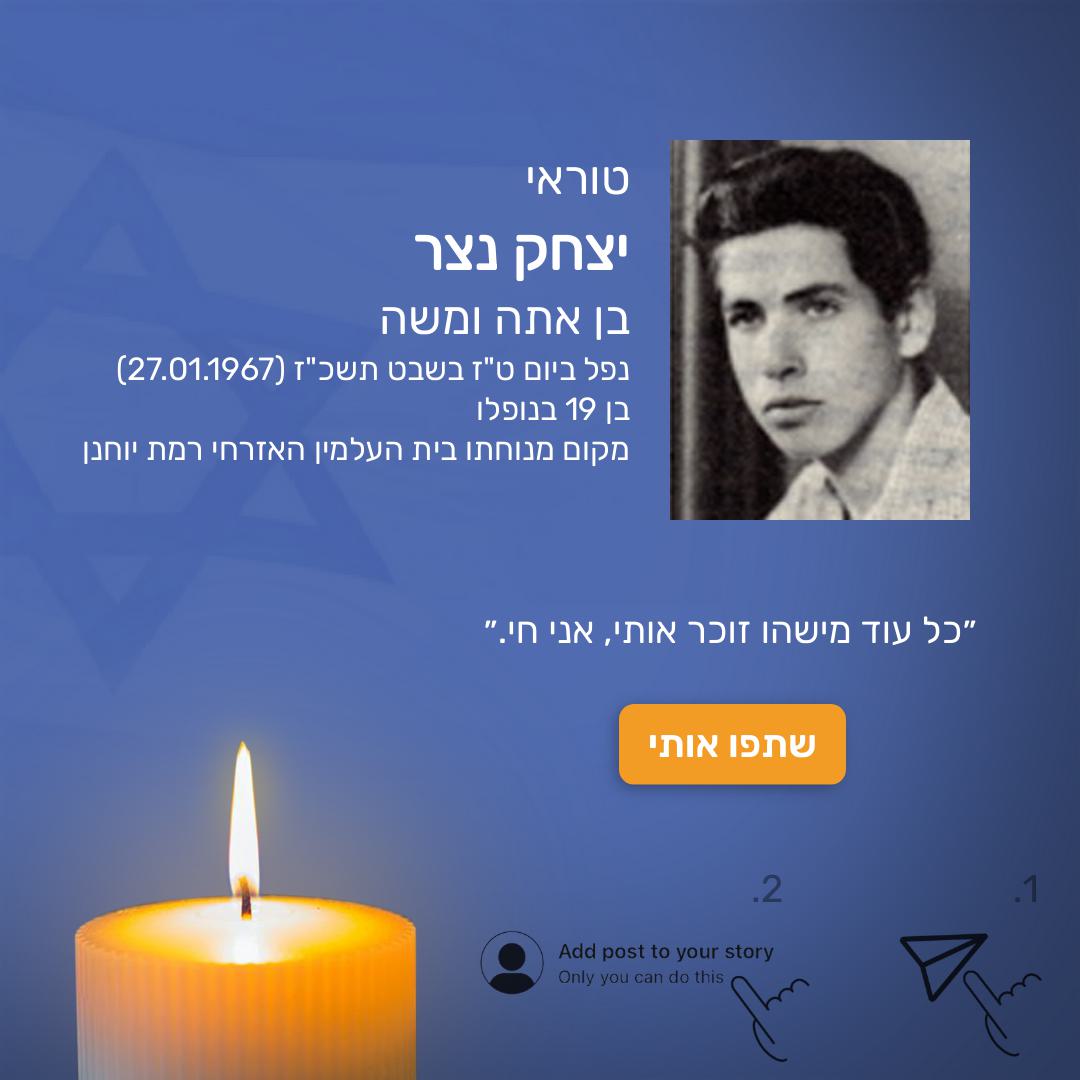 טוראי
יצחק נצר
בן אתה ומשה
נפל ביום ט"ז בשבט תשכ"ז (27.01.1967)
בן 19 בנופלו
מקום מנוחתו בית העלמין האזרחי רמת יוחנן
״כל עוד מישהו זוכר אותי, אני חי.״
שתפו אותי
.1
.2
Add post to your story
Only you can do this